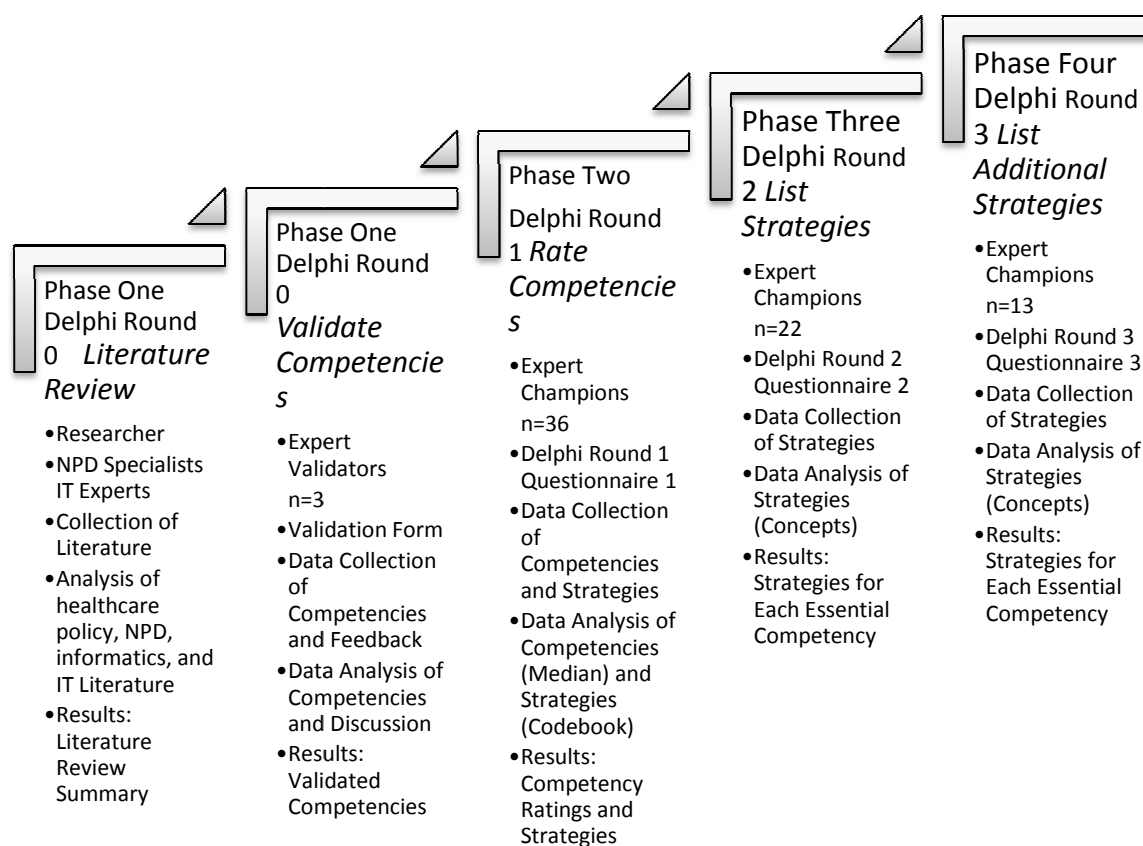 Phase One
Delphi Round
0 Literature
Review
•Researcher
•NPD Specialists
IT Experts
•Collection of
Literature
•Analysis of
healthcare
policy, NPD,
informatics, and
IT Literature
•Results:
Literature
Review
Summary
Phase One
Delphi Round
0
Validate
Competencie
s
•Expert
Validators
n=3
•Validation Form
•Data Collection
of
Competencies
and Feedback
•Data Analysis of
Competencies
and Discussion
•Results:
Validated
Competencies
Phase Two
Delphi Round
1 Rate
Competencie
s
•Expert
Champions
n=36
•Delphi Round 1
Questionnaire 1
•Data Collection
of
Competencies
and Strategies
•Data Analysis of
Competencies
(Median) and
Strategies
(Codebook)
•Results:
Competency
Ratings and
Strategies
Phase Three
Delphi Round
2 List
Strategies
•Expert
Champions
n=22
•Delphi Round 2
Questionnaire 2
•Data Collection
of Strategies
•Data Analysis of
Strategies
(Concepts)
•Results:
Strategies for
Each Essential
Competency
Phase Four
Delphi Round
3 List
Additional
Strategies
•Expert
Champions
n=13
•Delphi Round 3
Questionnaire 3
•Data Collection
of Strategies
•Data Analysis of
Strategies
(Concepts)
•Results:
Strategies for
Each Essential
Competency